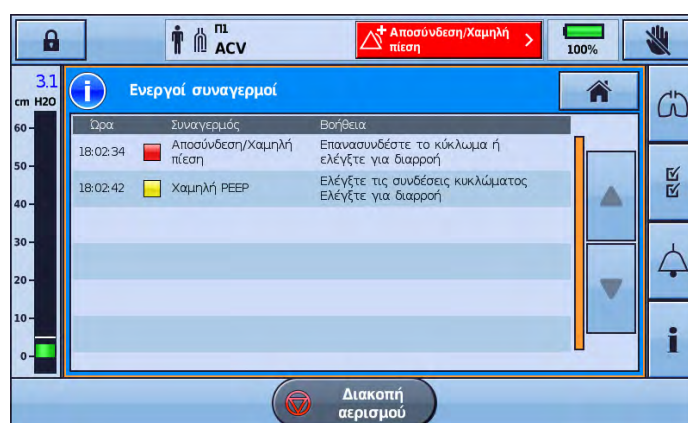 Π1
ACV
Αποσύνδεση/Χαμηλή
πίεση
100%
3.1
cm H2O
Ενεργοί συναγερμοί
Ώρα Συναγερμός Βοήθεια
18:02:34 Αποσύνδεση/Χαμηλή Επανασυνδέστε το κύκλωμα ή
πίεση ελέγξτε για διαρροή
18:02:42 Χαμηλή PEEP Ελέγξτε τις συνδέσεις κυκλώματος
Ελέγξτε για διαρροή
60
50
40
30
20
10
0
Διακοπή
αερισμού